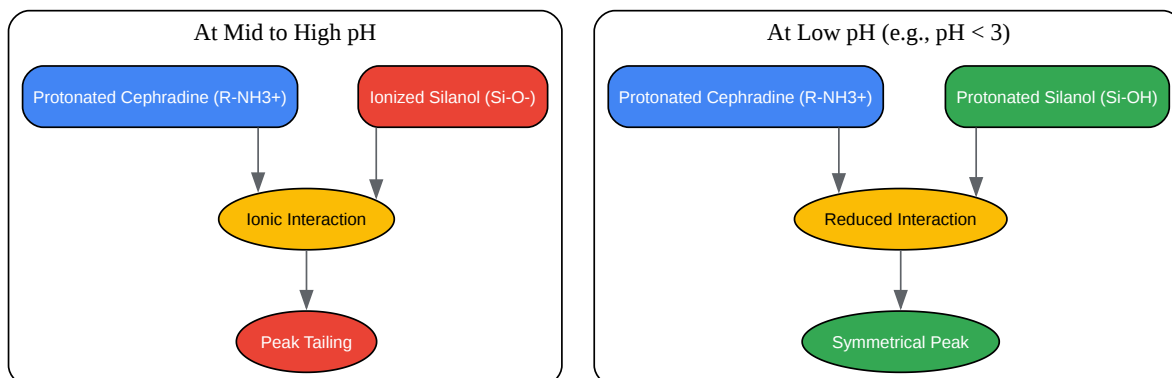 At Mid to High pH
Protonated Cephradine (R-NH3+)
Ionized Silanol (Si-O-)
Ionic Interaction
Peak Tailing
At Low pH (e.g., pH < 3)
Protonated Cephradine (R-NH3+)
Protonated Silanol (Si-OH)
Reduced Interaction
Symmetrical Peak